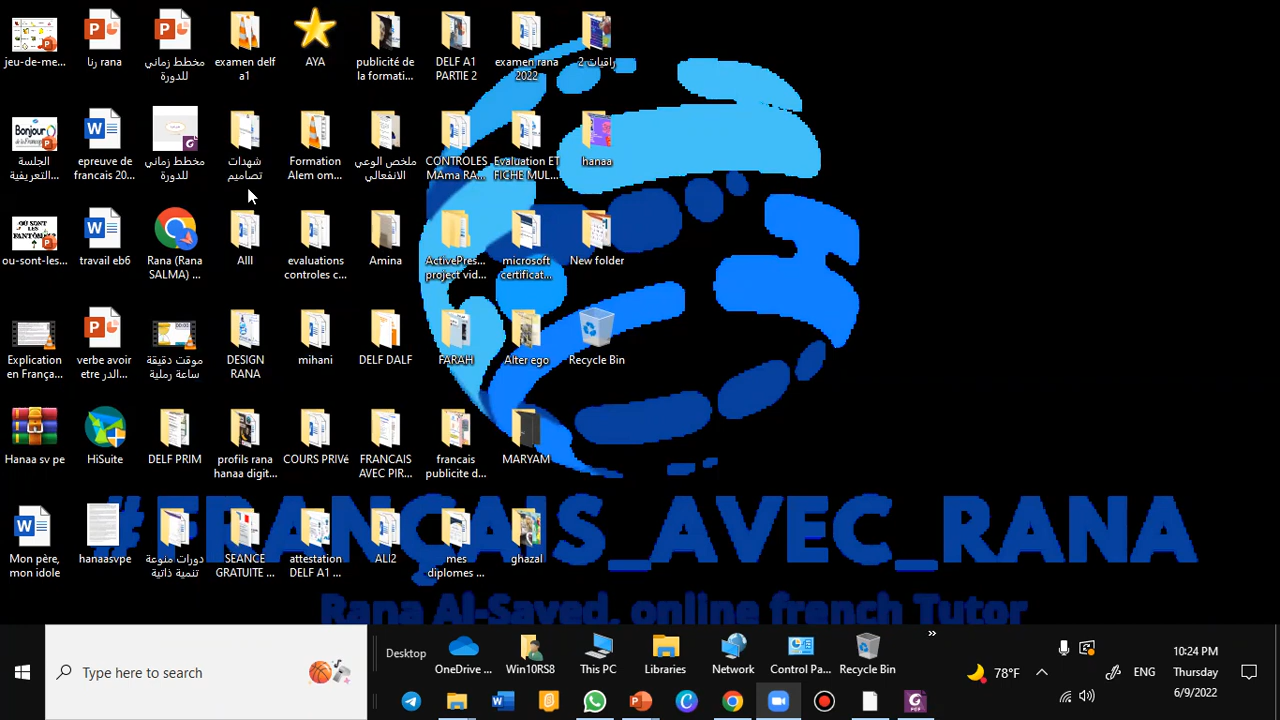 jeu-de-me...
rana رنا
مخطط زماني
للدورة
examen delf
a1
AYA
publicité de
la formati...
DELF A1
PARTIE 2
examen rana
2022
راقيات 2
الجلسة
التعريفية...
epreuve de
francais 20...
مخطط زماني
للدورة
شهدات
تصاميم
Formation
Alem om...
ملخص الوعي
الانفعالي
CONTROLES
MAma RA...
Evaluation ET
FICHE MUL...
hanaa
ou-sont-les...
travail eb6
Rana (Rana
SALMA) ...
Alll
evaluations
controles c...
Amina
ActivePres...
project vid...
microsoft
certificat...
New folder
Explication
en França...
verbe avoir
etre الدر...
موقت دقيقة
ساعة رملية
DESIGN
RANA
mihani
DELF DALF
FARAH
Alter ego
Recycle Bin
Hanaa sv pe
HiSuite
DELF PRIM
profils rana
hanaa digit...
COURS PRIVé
FRANCAIS
AVEC PIR...
francais
publicite d...
MARYAM
Mon père,
mon idole
hanaasvpe
دورات منوعة
تنمية ذاتية
SEANCE
GRATUITE ...
attestation
DELF A1 ...
ALI2
mes
diplomes ...
ghazal
#FRANÇAIS_AVEC_RANA
Rana Al-Sayed, online french Tutor
Type here to search
Desktop
OneDrive ...
Win10RS8
This PC
Libraries
Network
Control Pa...
Recycle Bin
78°F
ENG
10:24 PM
Thursday
6/9/2022